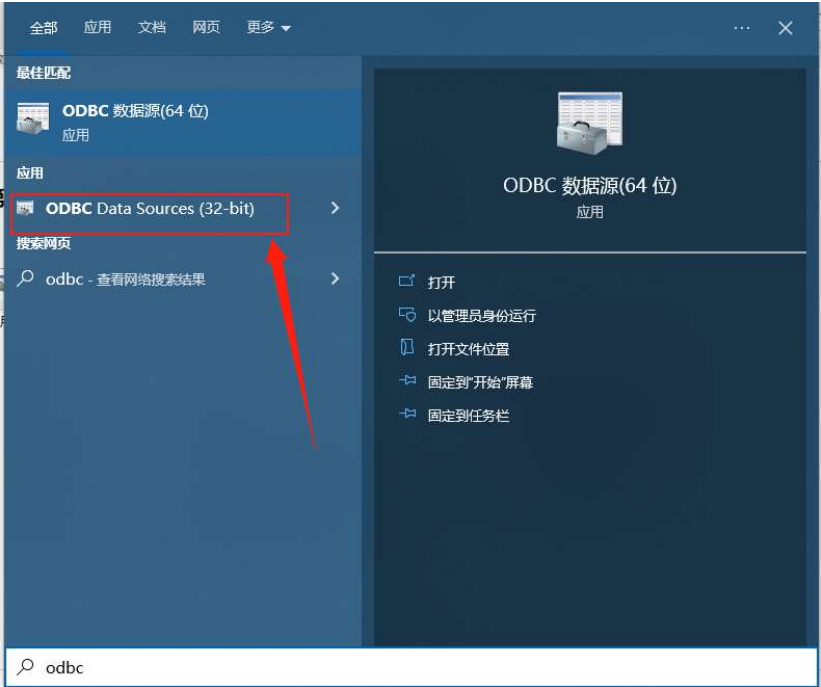 全部 应用 文档 网页 更多
最佳匹配
ODBC 数据源(64 位)
应用
应用
ODBC Data Sources (32-bit)
搜索网页
odbc - 查看网络搜索结果
ODBC 数据源(64 位)
应用
打开
以管理员身份运行
打开文件位置
固定到"开始"屏幕
固定到任务栏
odbc